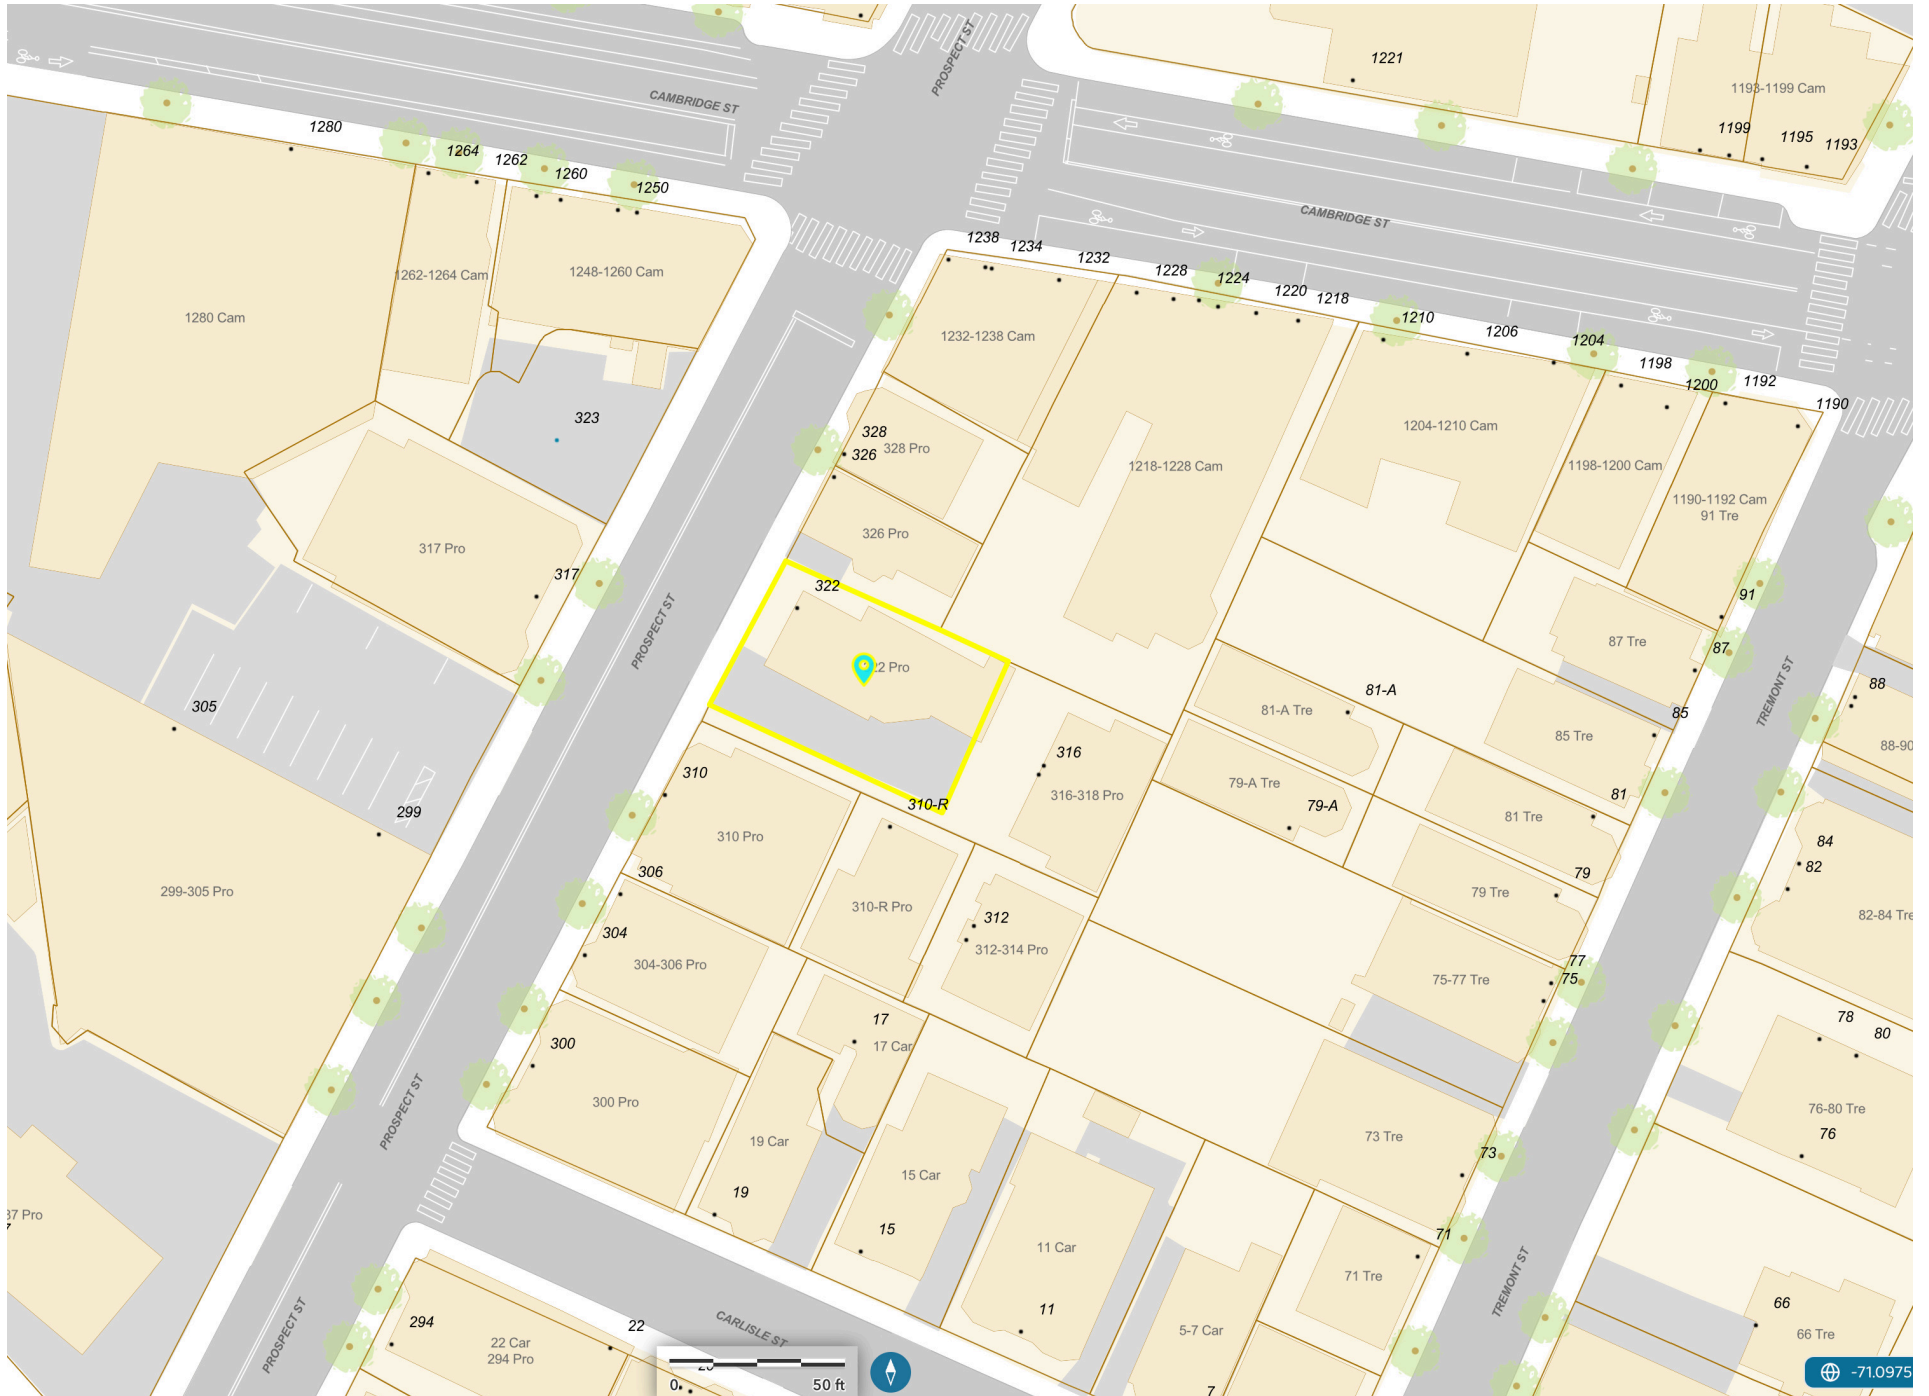 PROSPECT ST
1221
CAMBRIDGE ST
1193-1199 Cam
1280
1199
1195
1193
1264
1262
1260
1250
CAMBRIDGE ST
1238
1234
1232
1228
1224
1220
1218
1210
1206
1204
1198
1200
1192
1190
1262-1264 Cam
1248-1260 Cam
1280 Cam
1232-1238 Cam
323
328
328 Pro
326
1218-1228 Cam
1204-1210 Cam
1198-1200 Cam
1190-1192 Cam
91 Tre
326 Pro
317 Pro
317
322
PROSPECT ST
91
87 Tre
87
22 Pro
81-A
81-A Tre
85
85 Tre
TREMONT ST
88
88-90
305
316
310
79-A Tre
79-A
316-318 Pro
310-R
81
81 Tre
299
310 Pro
84
82
306
79
79 Tre
299-305 Pro
310-R Pro
312
82-84 Tre
304
312-314 Pro
304-306 Pro
77
75
75-77 Tre
17
17 Car
78
80
300
300 Pro
PROSPECT ST
76-80 Tre
76
19 Car
73 Tre
73
15 Car
19
37 Pro
7
15
11 Car
71
71 Tre
TREMONT ST
11
66
66 Tre
PROSPECT ST
294
22 Car
294 Pro
22
CARLISLE ST
5-7 Car
7
0
50 ft
-71.0975